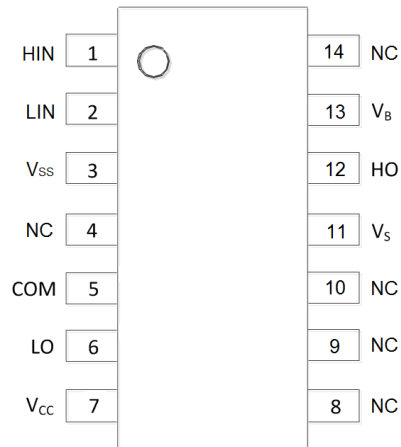 HIN 1 14 NC
LIN 2 13 VB
VSS 3 12 HO
NC 4 11 VS
COM 5 10 NC
LO 6 9 NC
VCC 7 8 NC